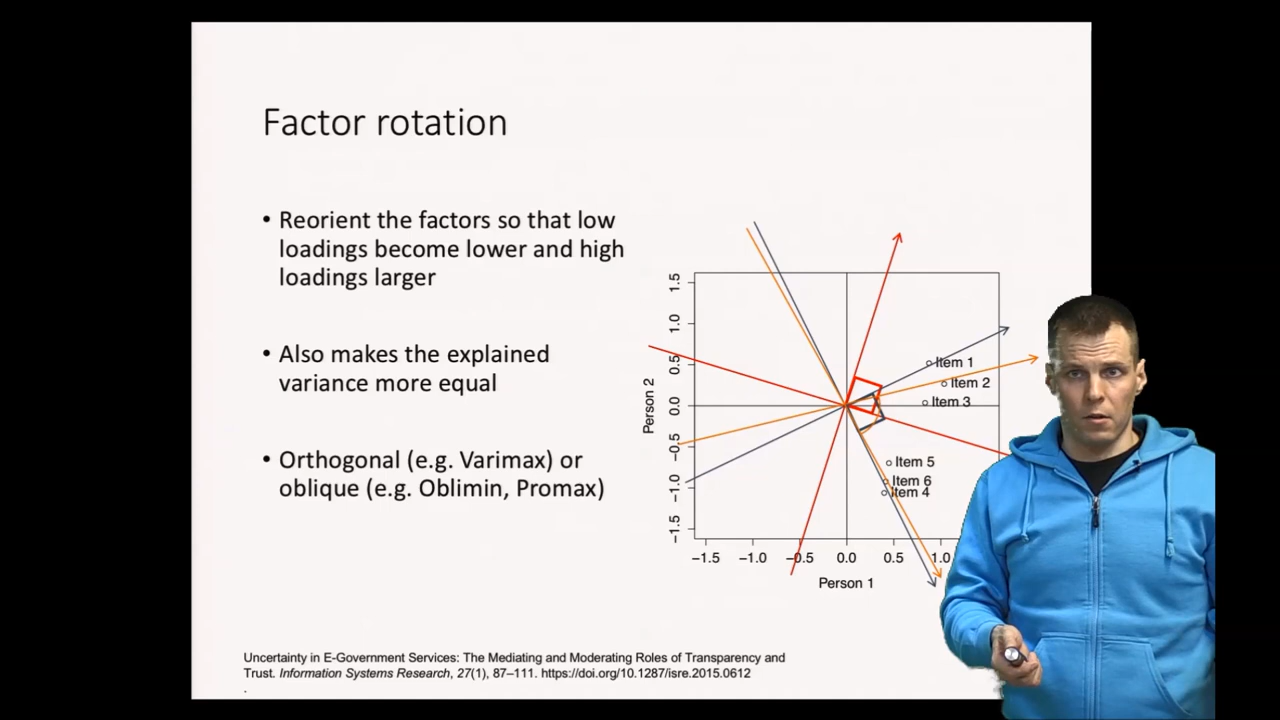 Factor rotation
• Reorient the factors so that low
loadings become lower and high
loadings larger
• Also makes the explained
variance more equal
• Orthogonal (e.g. Varimax) or
oblique (e.g. Oblimin, Promax)
Person 2
1.5
1.0
0.5
0.0
−0.5
−1.0
−1.5
Item 1
Item 2
Item 3
Item 5
Item 6
Item 4
−1.5 −1.0 −0.5 0.0 0.5 1.0
Person 1
Uncertainty in E-Government Services: The Mediating and Moderating Roles of Transparency and
Trust. Information Systems Research, 27(1), 87–111. https://doi.org/10.1287/isre.2015.0612
.